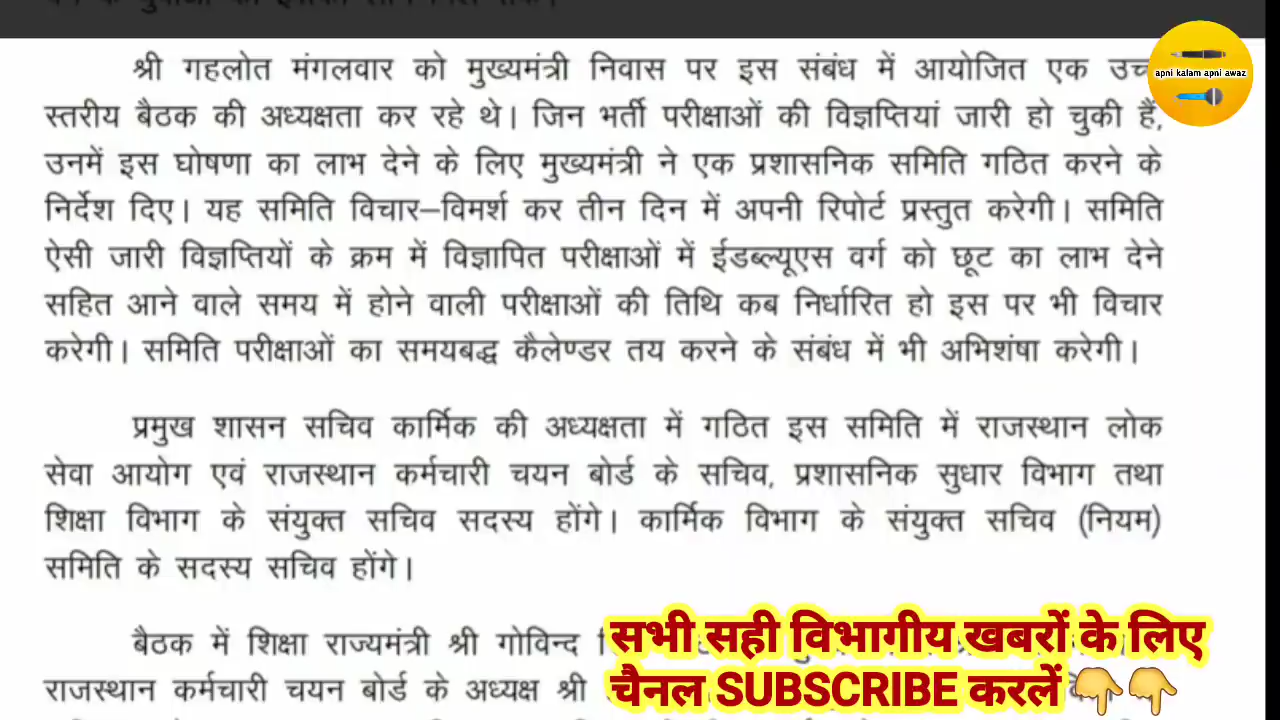 श्री गहलोत मंगलवार को मुख्यमंत्री निवास पर इस संबंध में आयोजित एक उच्च
apni kalam apni awaz
स्तरीय बैठक की अध्यक्षता कर रहे थे। जिन भर्ती परीक्षाओं की विज्ञप्तियां जारी हो चुकी हैं,
उनमें इस घोषणा का लाभ देने के लिए मुख्यमंत्री ने एक प्रशासनिक समिति गठित करने के
निर्देश दिए। यह समिति विचार–विमर्श कर तीन दिन में अपनी रिपोर्ट प्रस्तुत करेगी। समिति
ऐसी जारी विज्ञप्तियों के क्रम में विज्ञापित परीक्षाओं में ईडब्ल्यूएस वर्ग को छूट का लाभ देने
सहित आने वाले समय में होने वाली परीक्षाओं की तिथि कब निर्धारित हो इस पर भी विचार
करेगी। समिति परीक्षाओं का समयबद्ध कैलेण्डर तय करने के संबंध में भी अभिशंषा करेगी।
प्रमुख शासन सचिव कार्मिक की अध्यक्षता में गठित इस समिति में राजस्थान लोक
सेवा आयोग एवं राजस्थान कर्मचारी चयन बोर्ड के सचिव, प्रशासनिक सुधार विभाग तथा
शिक्षा विभाग के संयुक्त सचिव सदस्य होंगे। कार्मिक विभाग के संयुक्त सचिव (नियम)
समिति के सदस्य सचिव होंगे।
बैठक में शिक्षा राज्यमंत्री श्री गोविन्द
सभी सही विभागीय खबरों के लिए
राजस्थान कर्मचारी चयन बोर्ड के अध्यक्ष श्री
चैनल SUBSCRIBE करलें 👇👇